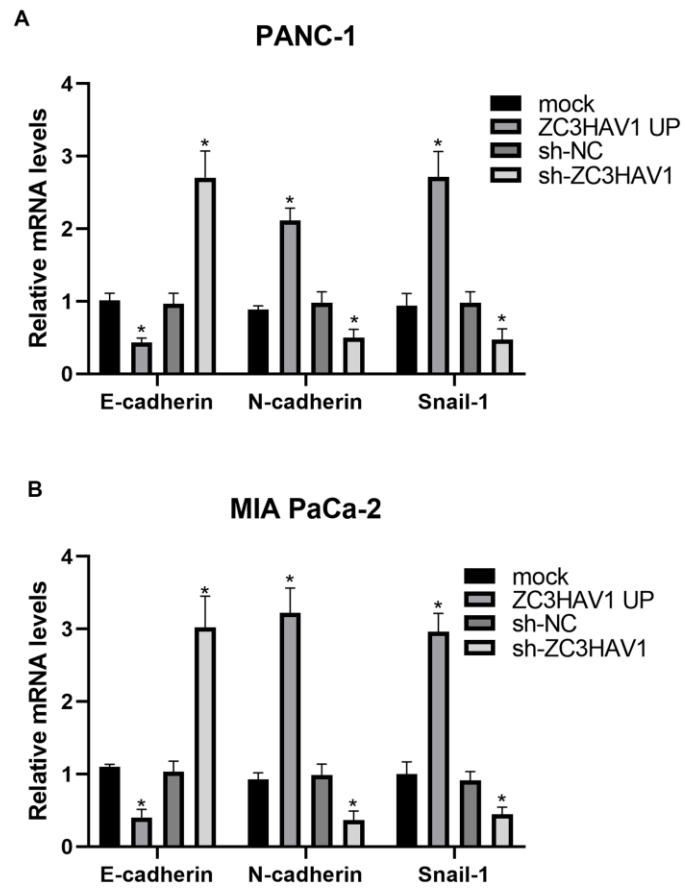 A
PANC-1
Relative mRNA levels
4
3
2
1
0
*
*
*
*
*
*
E-cadherin
N-cadherin
Snail-1
mock
ZC3HAV1 UP
sh-NC
sh-ZC3HAV1
B
MIA PaCa-2
Relative mRNA levels
4
3
2
1
0
*
*
*
*
*
*
E-cadherin
N-cadherin
Snail-1
mock
ZC3HAV1 UP
sh-NC
sh-ZC3HAV1